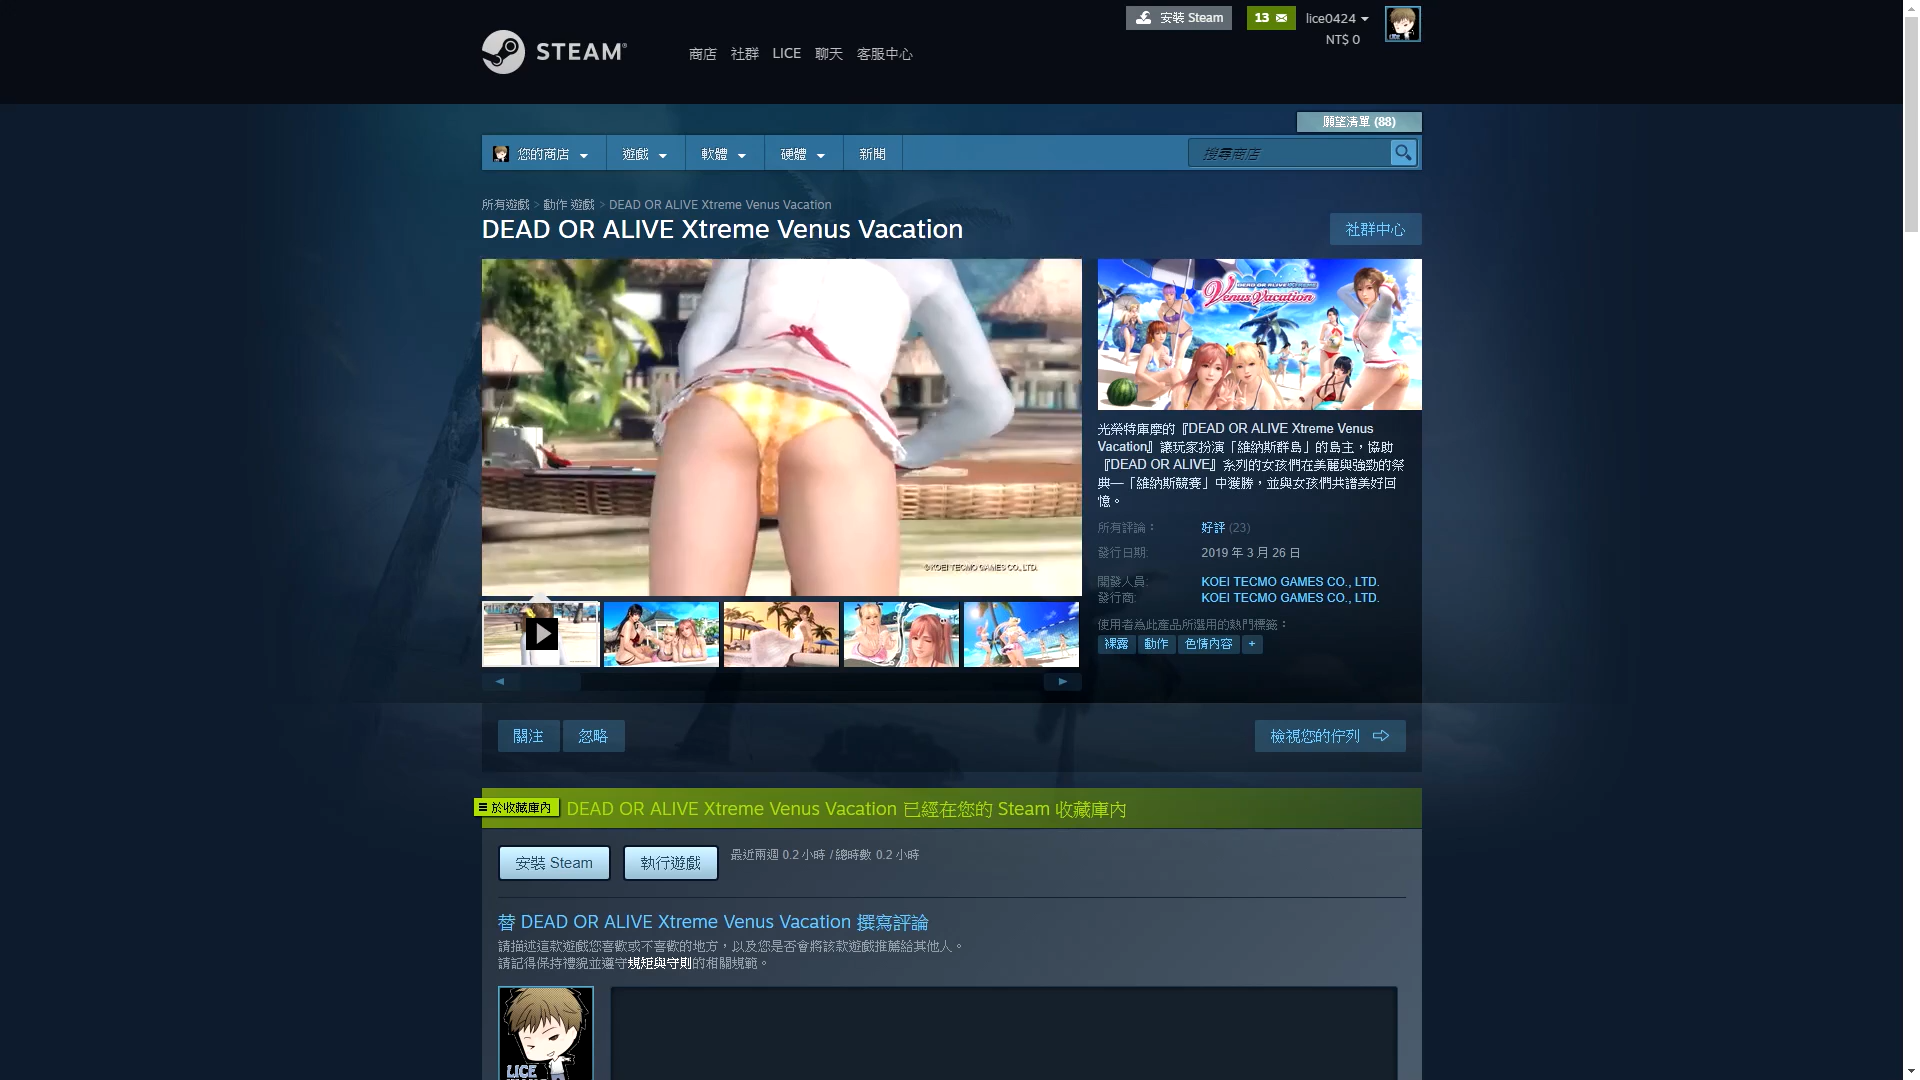 安裝 Steam
13
lice0424
NT$ 0
STEAM®
商店 社群 LICE 聊天 客服中心
願望清單 (88)
您的商店 遊戲 軟體 硬體 新聞
搜尋商店
所有遊戲 > 動作 遊戲 > DEAD OR ALIVE Xtreme Venus Vacation
DEAD OR ALIVE Xtreme Venus Vacation
社群中心
DEAD OR ALIVE XTREME
Venus Vacation
©KOEI TECMO GAMES CO., LTD.
光榮特庫摩的『DEAD OR ALIVE Xtreme Venus
Vacation』讓玩家扮演「維納斯群島」的島主，協助
『DEAD OR ALIVE』系列的女孩們在美麗與強勁的祭
典—「維納斯競賽」中獲勝，並與女孩們共譜美好回
憶。
所有評論： 好評 (23)
發行日期: 2019 年 3 月 26 日
開發人員: KOEI TECMO GAMES CO., LTD.
發行商: KOEI TECMO GAMES CO., LTD.
使用者為此產品所選用的熱門標籤：
裸露 動作 色情內容 +
關注 忽略
檢視您的佇列
於收藏庫內
DEAD OR ALIVE Xtreme Venus Vacation 已經在您的 Steam 收藏庫內
安裝 Steam
執行遊戲
最近兩週 0.2 小時 / 總時數 0.2 小時
替 DEAD OR ALIVE Xtreme Venus Vacation 撰寫評論
請描述這款遊戲您喜歡或不喜歡的地方，以及您是否會將該款遊戲推薦給其他人。
請記得保持禮貌並遵守規矩與守則的相關規範。
LICE